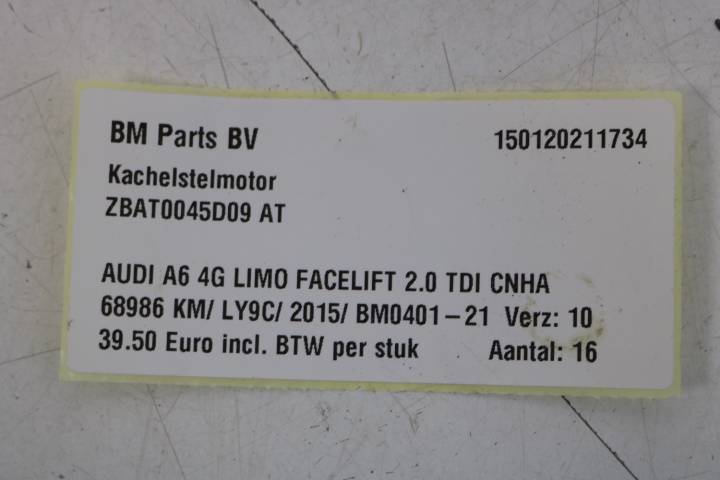 BM Parts BV 150120211734
Kachelstelmotor
ZBAT0045D09 AT
AUDI A6 4G LIMO FACELIFT 2.0 TDI CNHA
68986 KM/ LY9C/ 2015/ BM0401-21 Verz: 10
39.50 Euro incl. BTW per stuk Aantal: 16